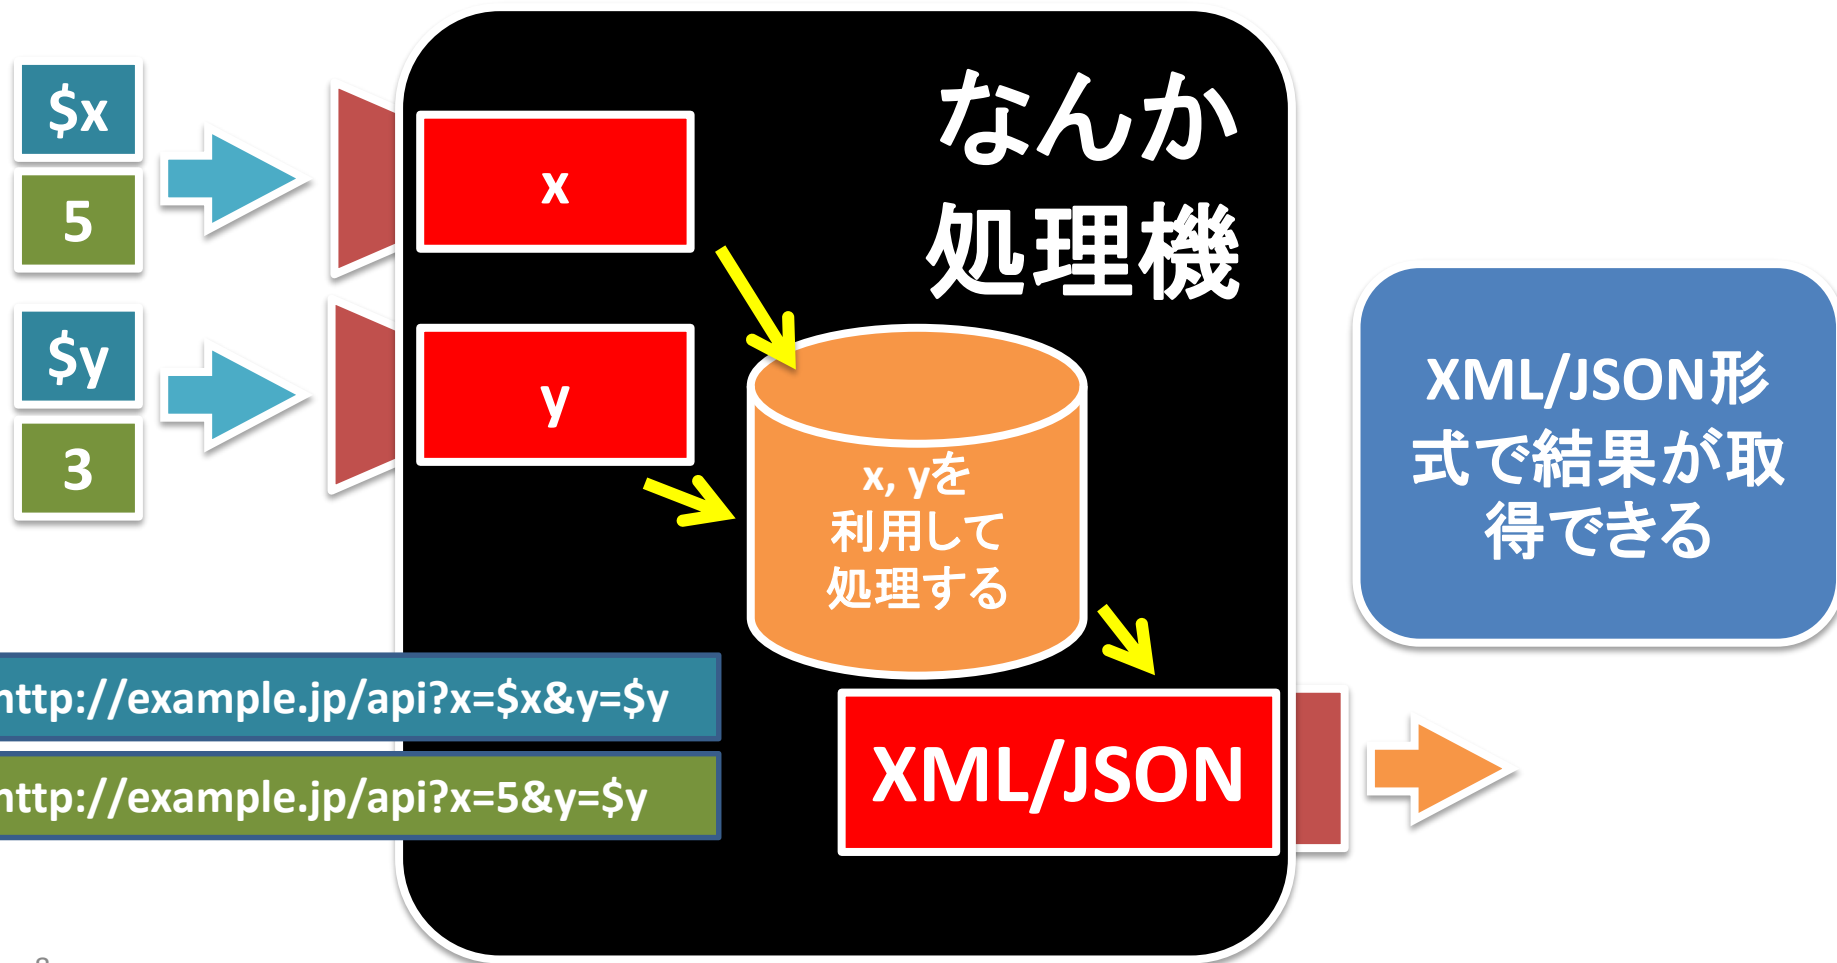 $x
5
$y
3
x
y
なんか
処理機
x, yを
利用して
処理する
XML/JSON
XML/JSON形
式で結果が取
得できる
http://example.jp/api?x=$x&y=$y
http://example.jp/api?x=5&y=$y